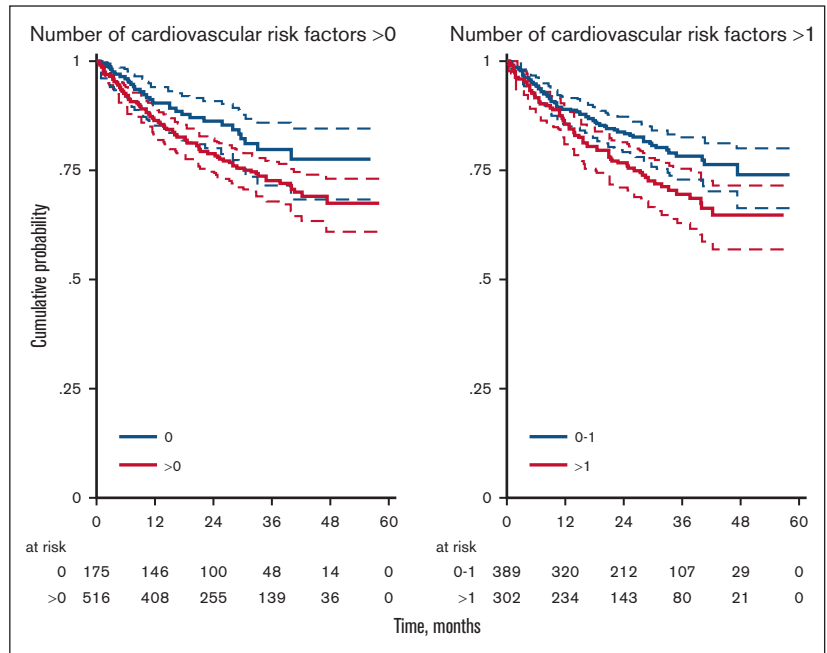 Number of cardiovascular risk factors >0
Number of cardiovascular risk factors >1
Cumulative probability
1
.75
.5
.25
0
0
>0
0 12 24 36 48 60
at risk
0 175 146 100 48 14 0
>0 516 408 255 139 36 0
1
.75
.5
.25
0
0-1
>1
0 12 24 36 48 60
at risk
0-1 389 320 212 107 29 0
>1 302 234 143 80 21 0
Time, months